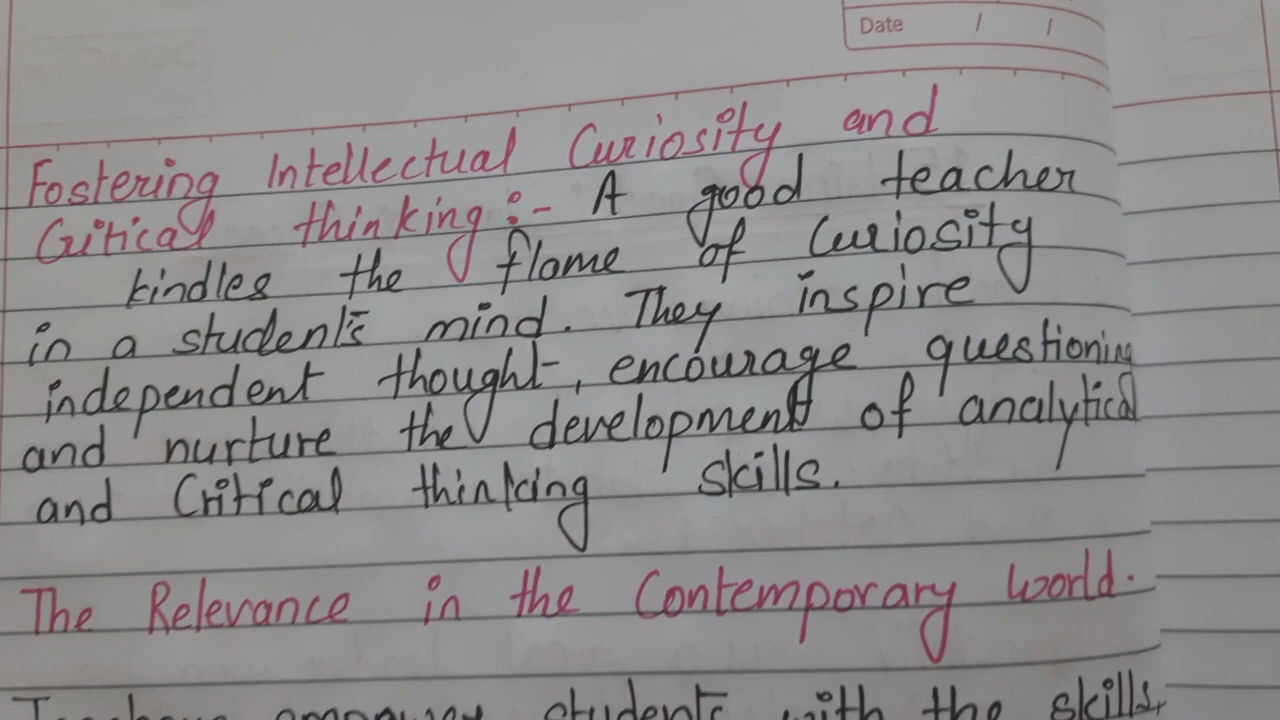 Date / /
Fostering Intellectual Curiosity and
Critical thinking :- A good teacher
kindles the flame of Curiosity
in a student's mind. They inspire
independent thought, encourage questioning
and nurture the development of analytical
and Critical thinking skills.
The Relevance in the Contemporary world.
students with the skills,